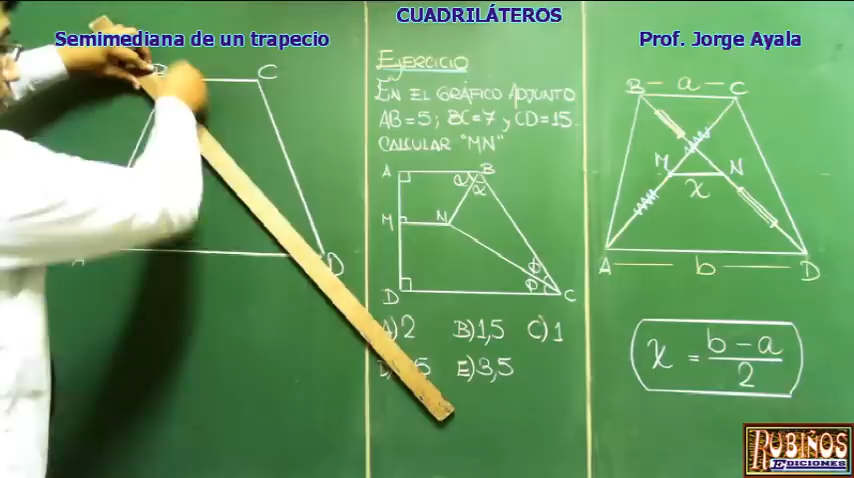 CUADRILÁTEROS
Semimediana de un trapecio
Prof. Jorge Ayala
C
D
EJERCICIO
EN EL GRÁFICO ADJUNTO
AB=5; BC=7 y CD=15.
CALCULAR "MN"
A B
α α
M N
θ
θ
D C
A) 2 B) 1,5 C) 1
5 E) 3,5
B - a - C
M N
x
A b D
x = b - a
2
RUBIÑOS
EDICIONES